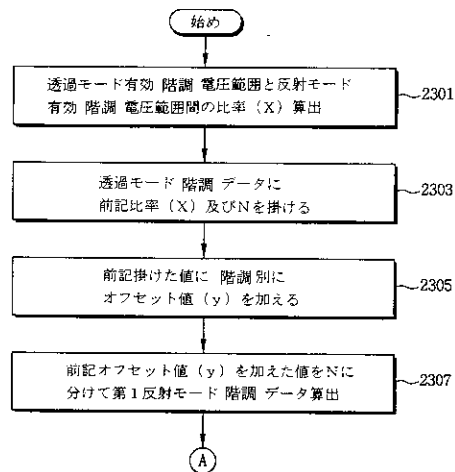 始め
透過モード有効 階調 電圧範囲と反射モード
有効 階調 電圧範囲間の比率（X）算出
2301
透過モード 階調 データに
前記比率（X）及びNを掛ける
2303
前記掛けた値に 階調別に
オフセット値（y）を加える
2305
前記オフセット値（y）を加えた値をNに
分けて第1反射モード 階調 データ算出
2307
A